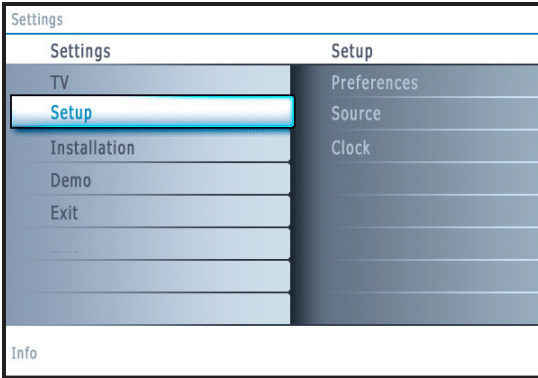 Settings
Settings Setup
TV Preferences
Setup Source
Installation Clock
Demo
Exit
Info